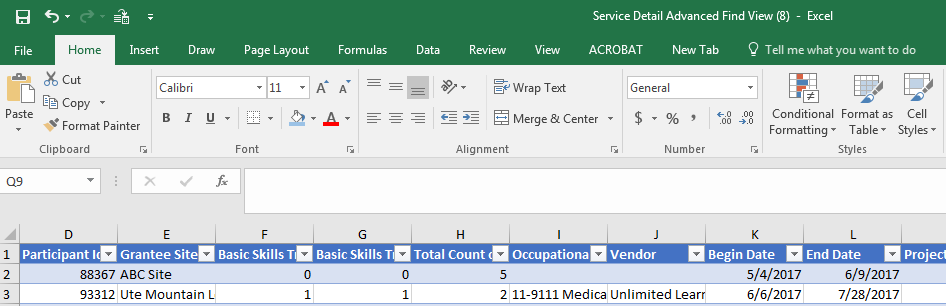 Service Detail Advanced Find View (8) - Excel
File Home Insert Draw Page Layout Formulas Data Review View ACROBAT New Tab Tell me what you want to do
Cut
Copy
Format Painter
Paste
Clipboard
Calibri 11 A A
B I U A
Font
Wrap Text
Merge & Center
Alignment
General
$ % , .0 .00 .00 .0
Number
Conditional Formatting
Format as Table
Cell Styles
Styles
Q9 fx
D E F G H I J K L
1 Participant Ic Grantee Site Basic Skills T Basic Skills T Total Count o Occupationa Vendor Begin Date End Date Project
2 88367 ABC Site 0 0 5 5/4/2017 6/9/2017
3 93312 Ute Mountain L 1 1 2 11-9111 Medica Unlimited Learn 6/6/2017 7/28/2017